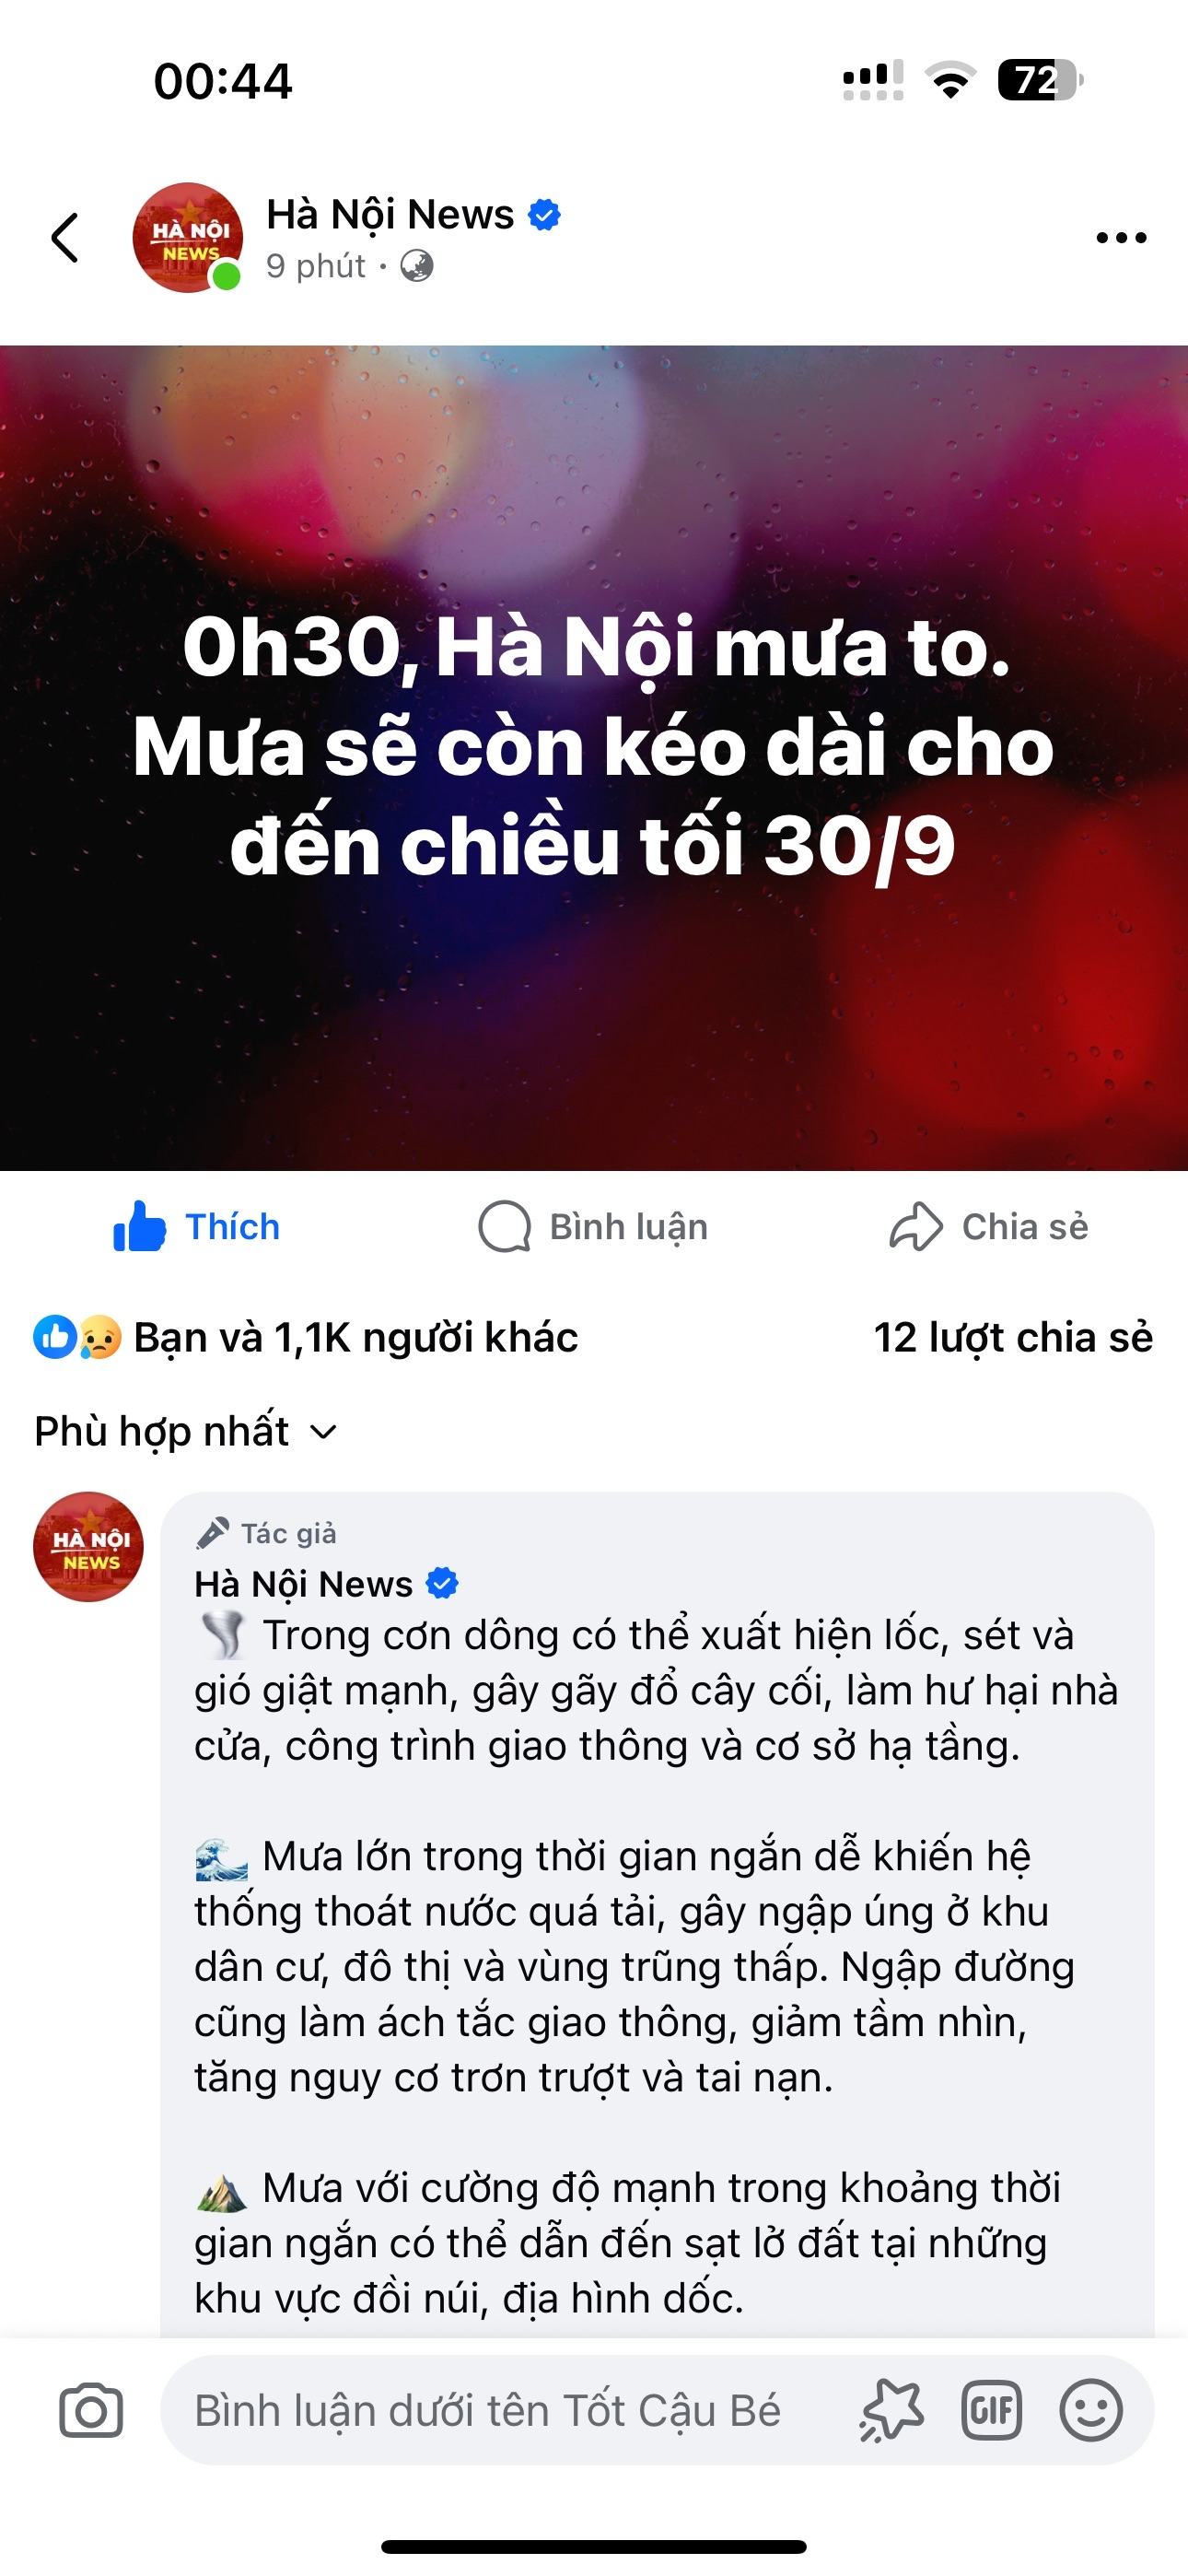 00:44
72
HÀ NỘI
NEWS
Hà Nội News
9 phút ·
0h30, Hà Nội mưa to.
Mưa sẽ còn kéo dài cho
đến chiều tối 30/9
Thích
Bình luận
Chia sẻ
Bạn và 1,1K người khác
12 lượt chia sẻ
Phù hợp nhất
HÀ NỘI
NEWS
Tác giả
Hà Nội News
🌪️ Trong cơn dông có thể xuất hiện lốc, sét và
gió giật mạnh, gây gãy đổ cây cối, làm hư hại nhà
cửa, công trình giao thông và cơ sở hạ tầng.
🌊 Mưa lớn trong thời gian ngắn dễ khiến hệ
thống thoát nước quá tải, gây ngập úng ở khu
dân cư, đô thị và vùng trũng thấp. Ngập đường
cũng làm ách tắc giao thông, giảm tầm nhìn,
tăng nguy cơ trơn trượt và tai nạn.
⛰️ Mưa với cường độ mạnh trong khoảng thời
gian ngắn có thể dẫn đến sạt lở đất tại những
khu vực đồi núi, địa hình dốc.
Bình luận dưới tên Tốt Cậu Bé
GIF